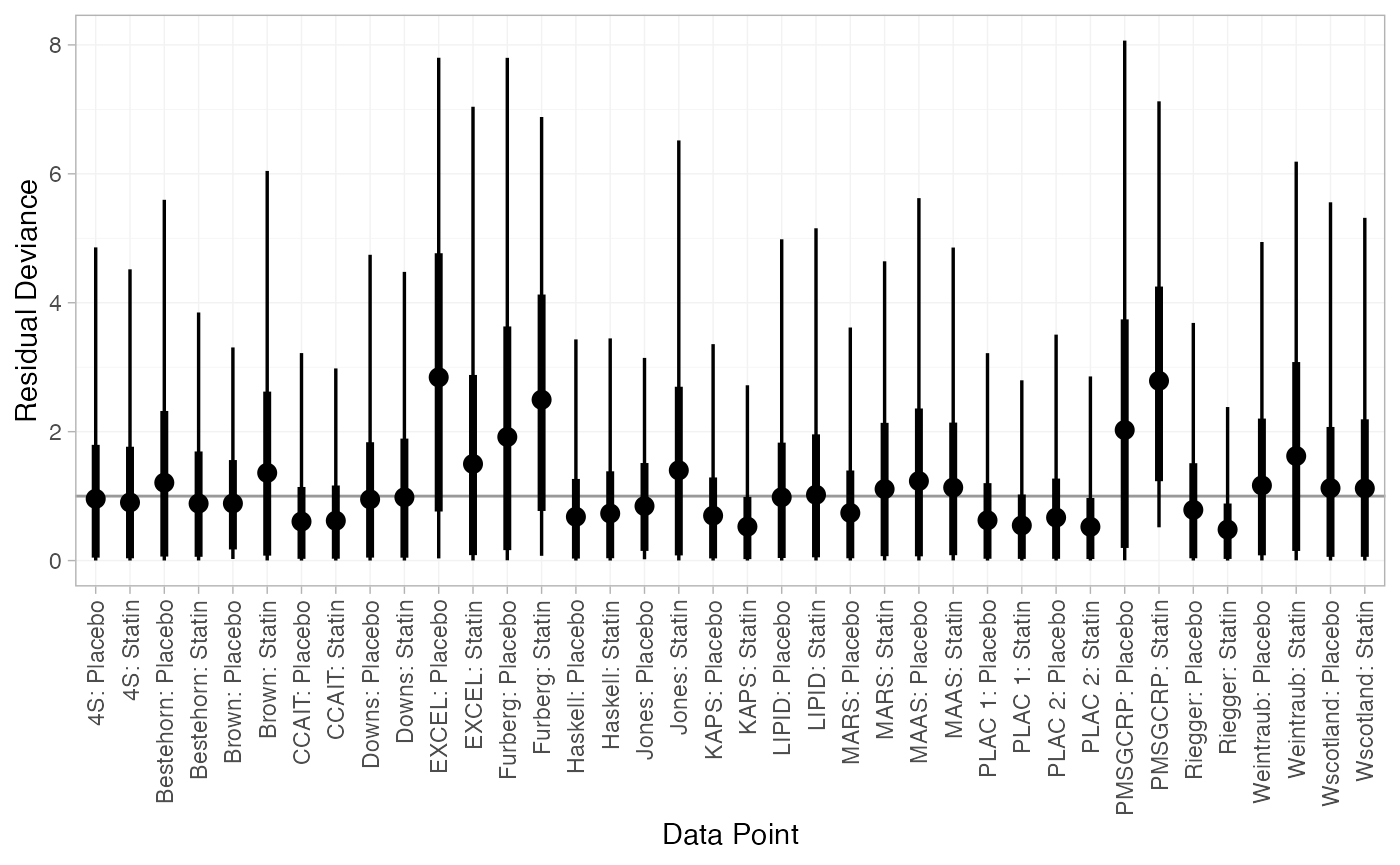 Residual Deviance
8
6
4
2
0
4S: Placebo
4S: Statin
Bestehorn: Placebo
Bestehorn: Statin
Brown: Placebo
Brown: Statin
CCAIT: Placebo
CCAIT: Statin
Downs: Placebo
Downs: Statin
EXCEL: Placebo
EXCEL: Statin
Furberg: Placebo
Furberg: Statin
Haskell: Placebo
Haskell: Statin
Jones: Placebo
Jones: Statin
KAPS: Placebo
KAPS: Statin
LIPID: Placebo
LIPID: Statin
MARS: Placebo
MARS: Statin
MAAS: Placebo
MAAS: Statin
PLAC 1: Placebo
PLAC 1: Statin
PLAC 2: Placebo
PLAC 2: Statin
PMSGCRP: Placebo
PMSGCRP: Statin
Riegger: Placebo
Riegger: Statin
Weintraub: Placebo
Weintraub: Statin
Wscotland: Placebo
Wscotland: Statin
Data Point